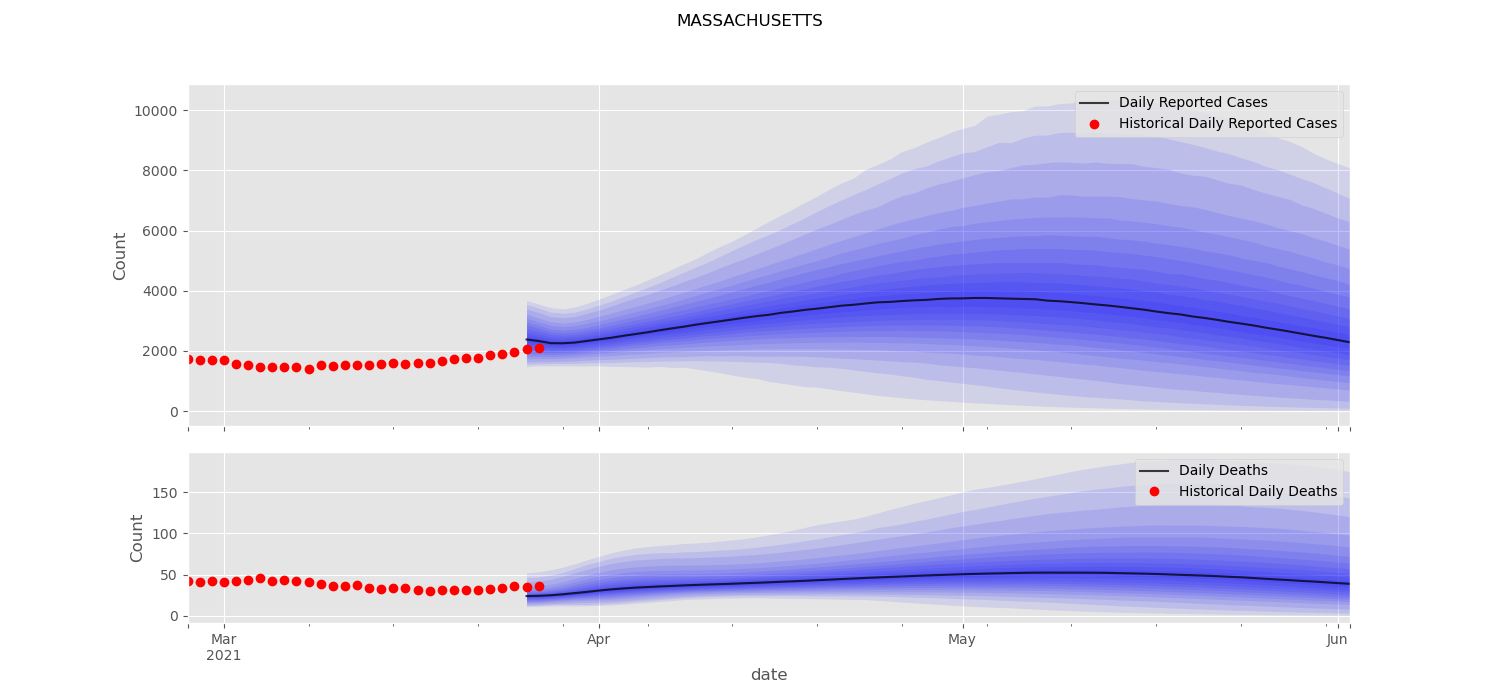 MASSACHUSETTS
Count
10000
8000
6000
4000
2000
0
Daily Reported Cases
Historical Daily Reported Cases
Count
150
100
50
0
Daily Deaths
Historical Daily Deaths
Mar
2021
Apr
May
Jun
date